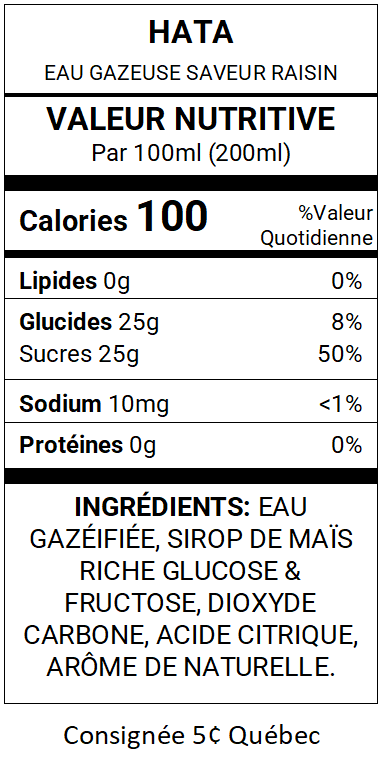 HATA
EAU GAZEUSE SAVEUR RAISIN
VALEUR NUTRITIVE
Par 100ml (200ml)
Calories 100
%Valeur
Quotidienne
Lipides 0g 0%
Glucides 25g 8%
Sucres 25g 50%
Sodium 10mg <1%
Protéines 0g 0%
INGRÉDIENTS: EAU
GAZÉIFIÉE, SIROP DE MAÏS
RICHE GLUCOSE &
FRUCTOSE, DIOXYDE
CARBONE, ACIDE CITRIQUE,
ARÔME DE NATURELLE.
Consignée 5¢ Québec